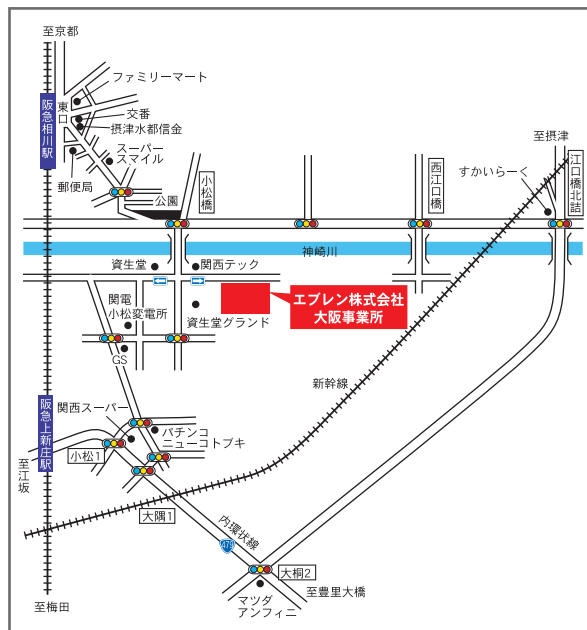 至京都
ファミリーマート
東口
阪急相川駅
交番
摂津水都信金
スーパー
スマイル
郵便局
公園
小松橋
西江口橋
至摂津
すかいらーく
江口橋北詰
神崎川
資生堂
関西テック
エブレン株式会社
大阪事業所
関電
小松変電所
資生堂グランド
GS
新幹線
阪急上新庄駅
関西スーパー
パチンコ
ニューコトブキ
小松1
至江坂
大隅1
内環状線
479
大桐2
至豊里大橋
マツダ
アンフィニ
至梅田